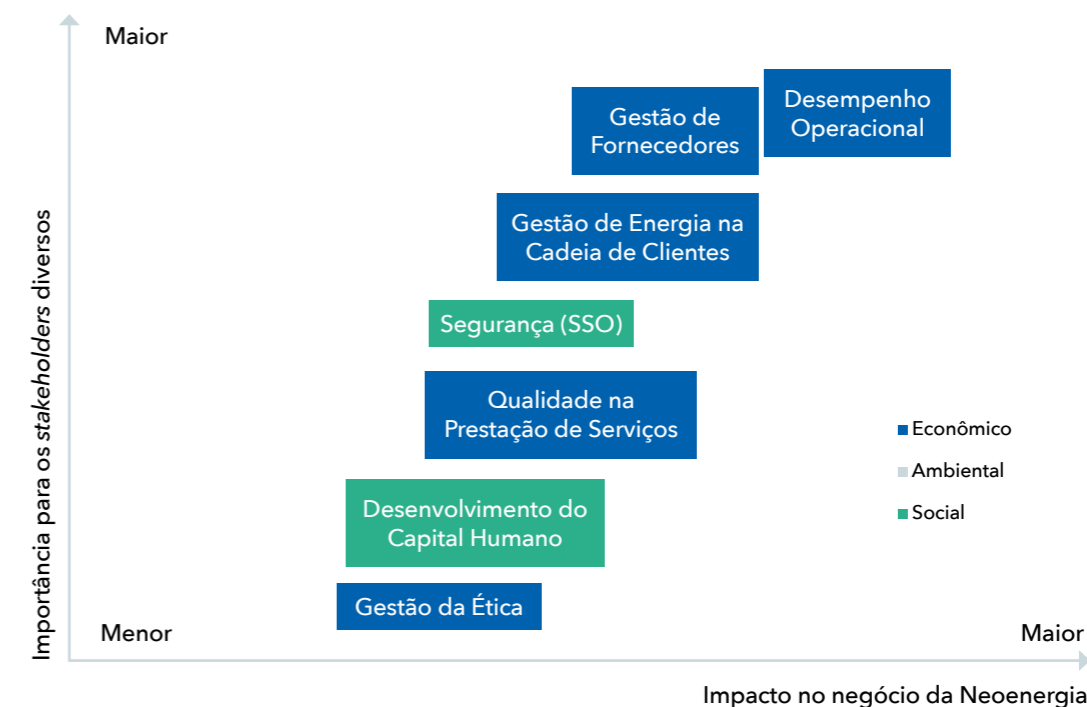 Maior
Desempenho
Operacional
Gestão de
Fornecedores
Gestão de Energia na
Cadeia de Clientes
Segurança (SSO)
Qualidade na
Prestação de Serviços
Desenvolvimento do
Capital Humano
Gestão da Ética
Econômico
Ambiental
Social
Importância para os stakeholders diversos
Menor
Maior
Impacto no negócio da Neoenergia